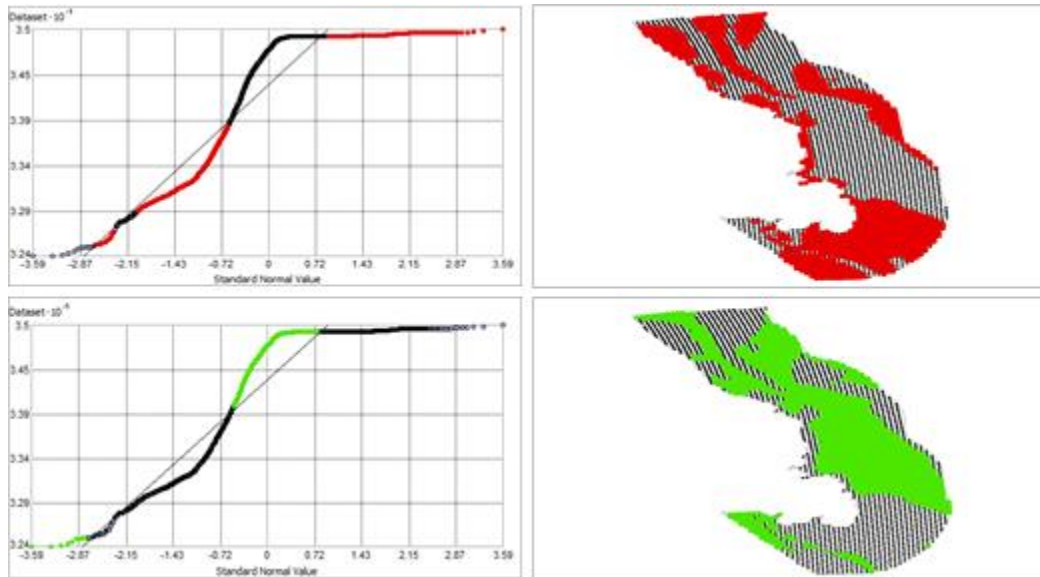 Dataset · 10⁻¹
3.5
3.45
3.39
3.34
3.29
3.24
-3.59 -2.87 -2.15 -1.43 -0.72 0 0.72 1.43 2.15 2.87 3.59
Standard Normal Value
Dataset ·
3.5
3.45
3.39
3.34
3.29
3.24
-3.59 -2.87 -2.15 -1.43 -0.72 0 0.72 1.43 2.15 2.87 3.59
Standard Normal Value